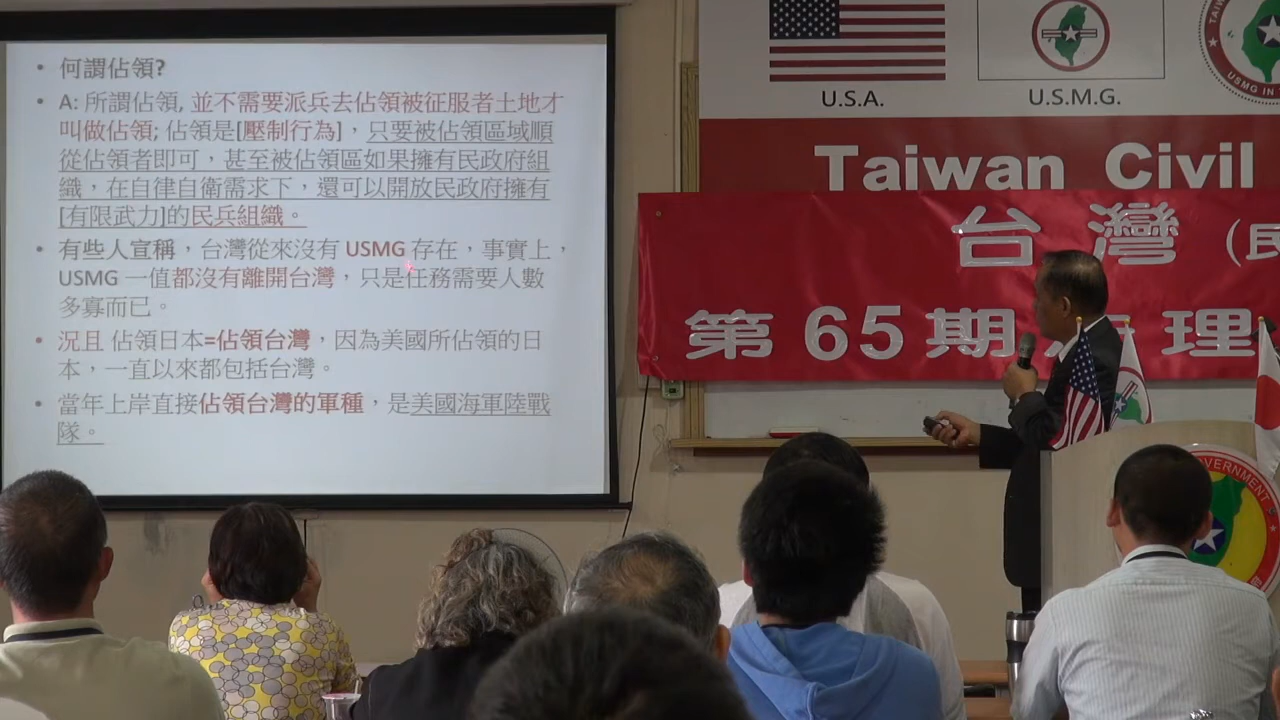 • 何謂佔領?
• A: 所謂佔領, 並不需要派兵去佔領被征服者土地才
叫做佔領; 佔領是[壓制行為]，只要被佔領區域順
從佔領者即可，甚至被佔領區如果擁有民政府組
織，在自律自衛需求下，還可以開放民政府擁有
[有限武力]的民兵組織。
• 有些人宣稱，台灣從來沒有 USMG 存在，事實上，
USMG 一值都沒有離開台灣，只是任務需要人數
多寡而已。
• 況且 佔領日本=佔領台灣，因為美國所佔領的日
本，一直以來都包括台灣。
• 當年上岸直接佔領台灣的軍種，是美國海軍陸戰
隊。
U.S.A.
U.S.M.G.
USMG IN
Taiwan Civil
台灣（民
第65期
理
VERNMENT